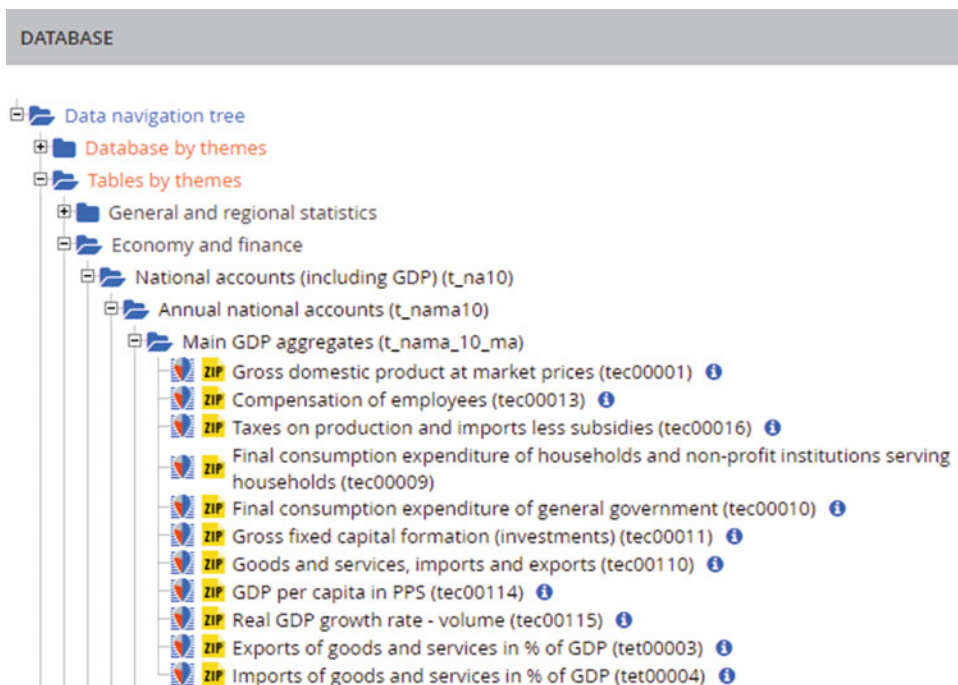 DATABASE
Data navigation tree
Database by themes
Tables by themes
General and regional statistics
Economy and finance
National accounts (including GDP) (t_na10)
Annual national accounts (t_nama10)
Main GDP aggregates (t_nama_10_ma)
ZIP Gross domestic product at market prices (tec00001)
ZIP Compensation of employees (tec00013)
ZIP Taxes on production and imports less subsidies (tec00016)
ZIP Final consumption expenditure of households and non-profit institutions serving
households (tec00009)
ZIP Final consumption expenditure of general government (tec00010)
ZIP Gross fixed capital formation (investments) (tec00011)
ZIP Goods and services, imports and exports (tec00110)
ZIP GDP per capita in PPS (tec00114)
ZIP Real GDP growth rate - volume (tec00115)
ZIP Exports of goods and services in % of GDP (tet00003)
ZIP Imports of goods and services in % of GDP (tet00004)